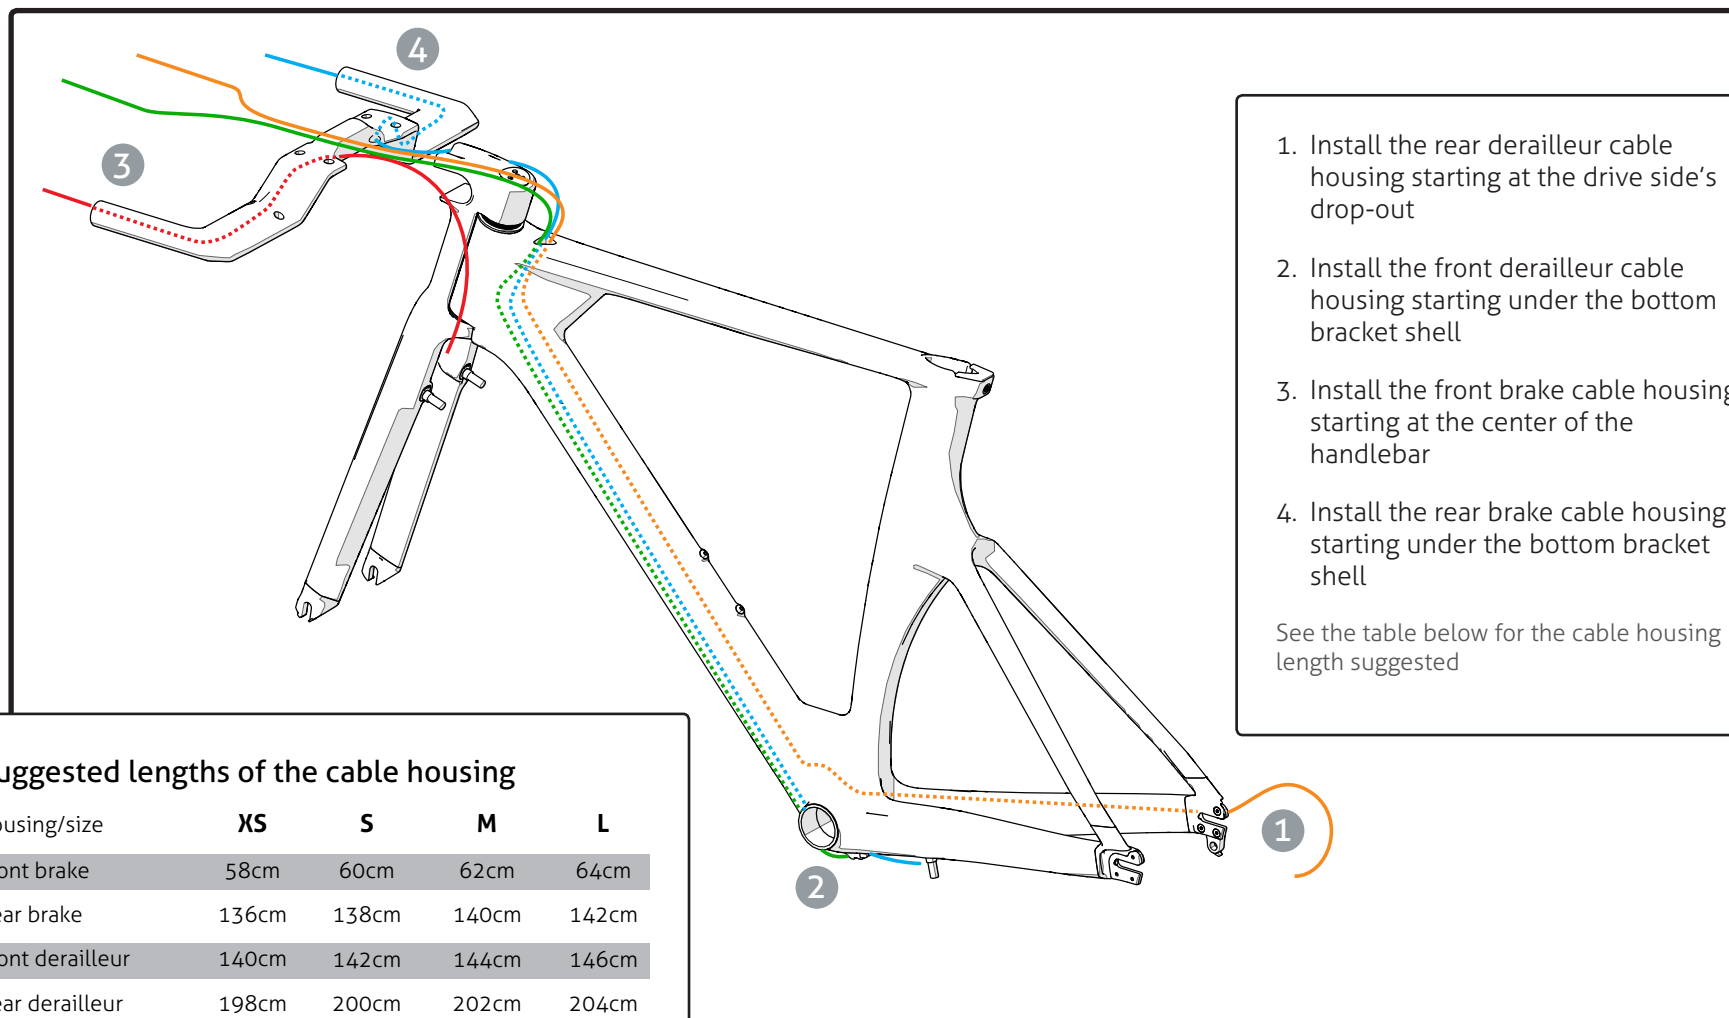 4
3
1. Install the rear derailleur cable
housing starting at the drive side's
drop-out
2. Install the front derailleur cable
housing starting under the bottom
bracket shell
3. Install the front brake cable housing
starting at the center of the
handlebar
4. Install the rear brake cable housing
starting under the bottom bracket
shell
See the table below for the cable housing
length suggested
1
2
uggested lengths of the cable housing
ousing/size XS S M L
ont brake 58cm 60cm 62cm 64cm
ear brake 136cm 138cm 140cm 142cm
ont derailleur 140cm 142cm 144cm 146cm
ear derailleur 198cm 200cm 202cm 204cm